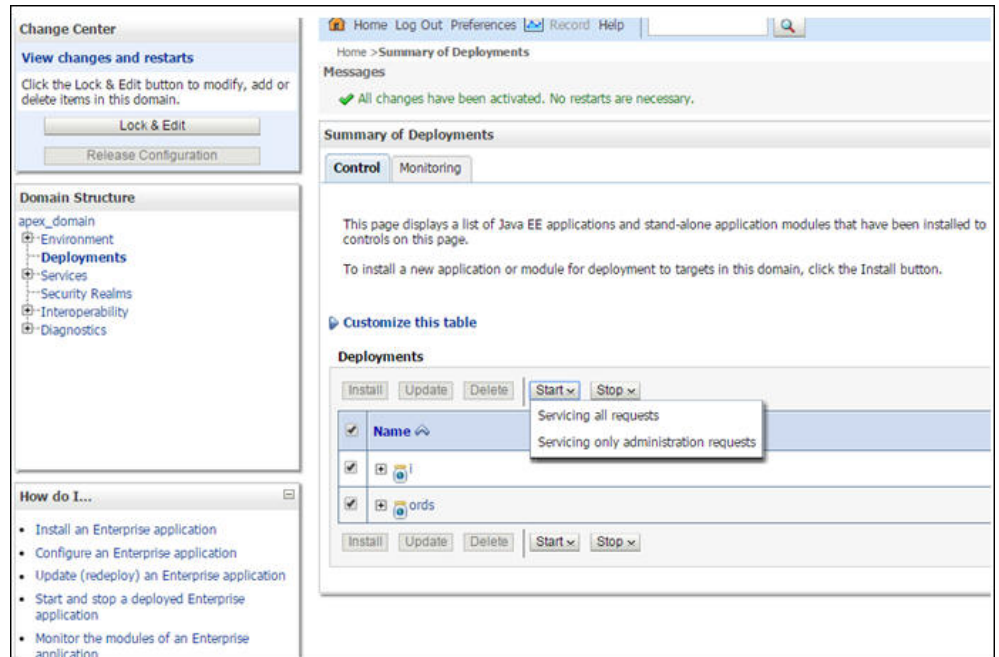 Change Center
View changes and restarts
Click the Lock & Edit button to modify, add or
delete items in this domain.
Lock & Edit
Release Configuration
Domain Structure
apex_domain
Environment
Deployments
Services
Security Realms
Interoperability
Diagnostics
How do I...
Install an Enterprise application
Configure an Enterprise application
Update (redeploy) an Enterprise application
Start and stop a deployed Enterprise
application
Monitor the modules of an Enterprise
application
Home Log Out Preferences Record Help
Home >Summary of Deployments
Messages
All changes have been activated. No restarts are necessary.
Summary of Deployments
Control Monitoring
This page displays a list of Java EE applications and stand-alone application modules that have been installed to
controls on this page.
To install a new application or module for deployment to targets in this domain, click the Install button.
Customize this table
Deployments
Install Update Delete Start Stop
Servicing all requests
Servicing only administration requests
Name
i
ords
Install Update Delete Start Stop